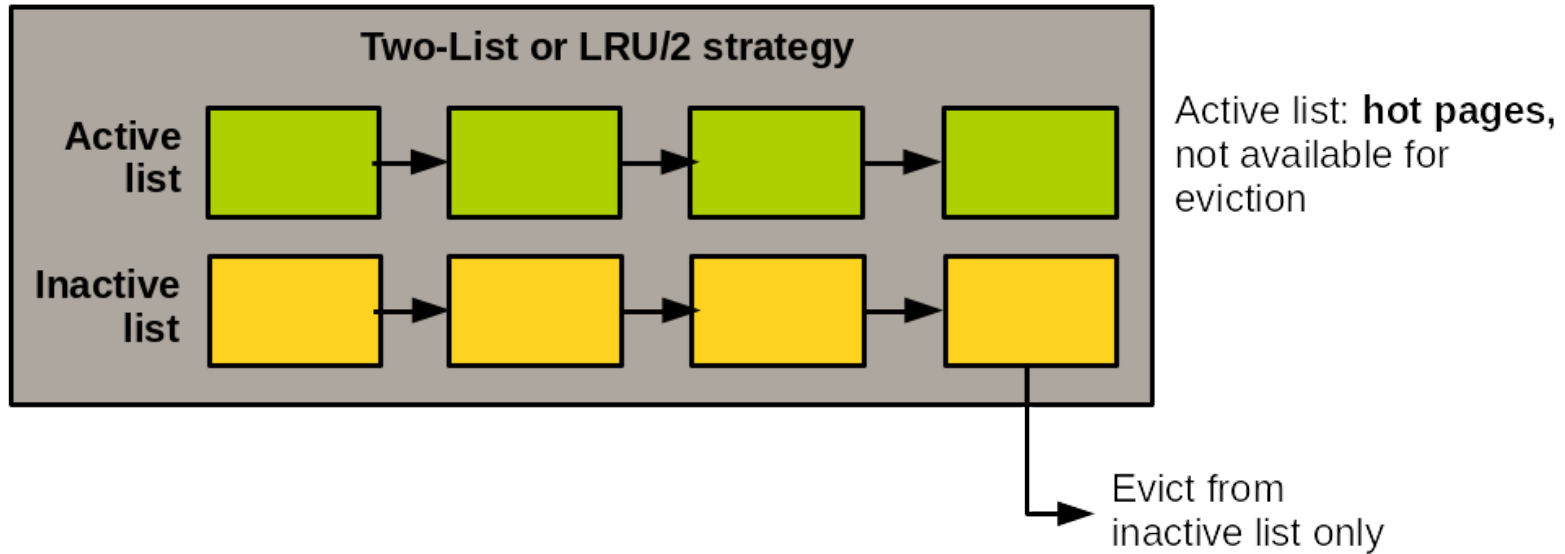 Two-List or LRU/2 strategy
Active
list
Active list: hot pages,
not available for
eviction
Inactive
list
Evict from
inactive list only